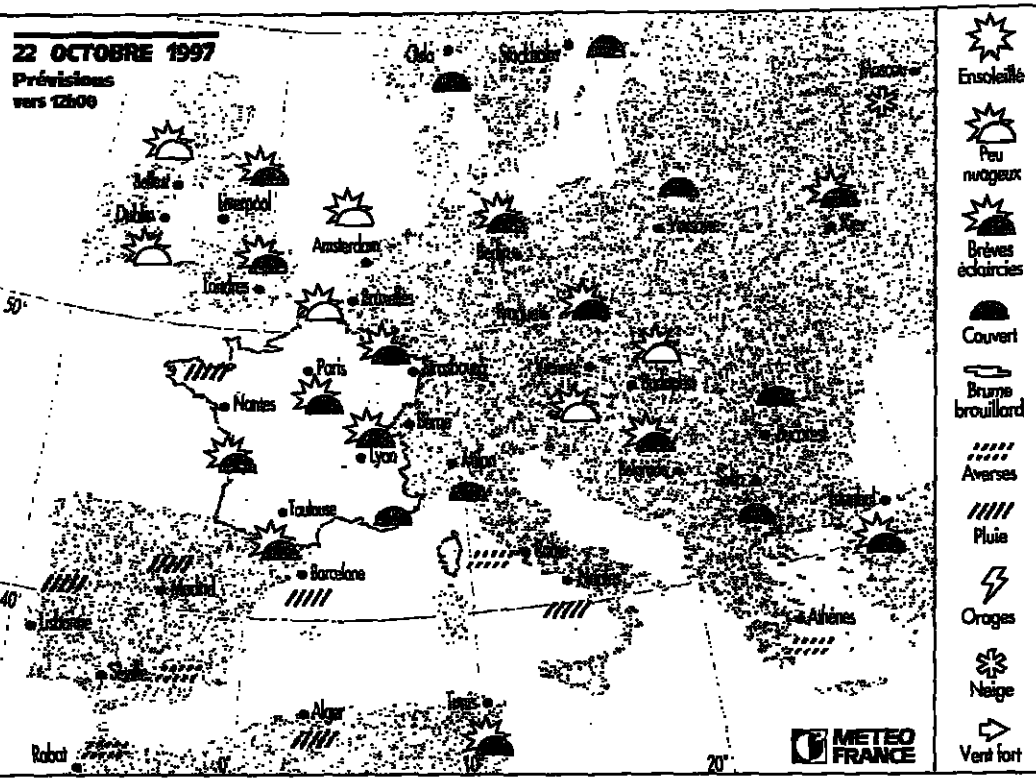 22 OCTOBRE 1997
Prévisions
vers 12h00
Oslo
Stockholm
Moscou
Belfast
Dublin
Liverpool
Amsterdam
Londres
Bruxelles
Berlin
Varsovie
Kiev
Prague
50°
Paris
Strasbourg
Nantes
Vienne
Budapest
Berne
Lyon
Milan
Bucarest
Belgrade
Sofia
Istanbul
Toulouse
Barcelone
Rome
Naples
Madrid
40°
Lisbonne
Athènes
Séville
Alger
Tunis
Rabat
0°
10°
20°
METEO
FRANCE
Ensoleillé
Peu
nuageux
Brèves
éclaircies
Couvert
Brume
brouillard
Averses
Pluie
Orages
Neige
Vent fort